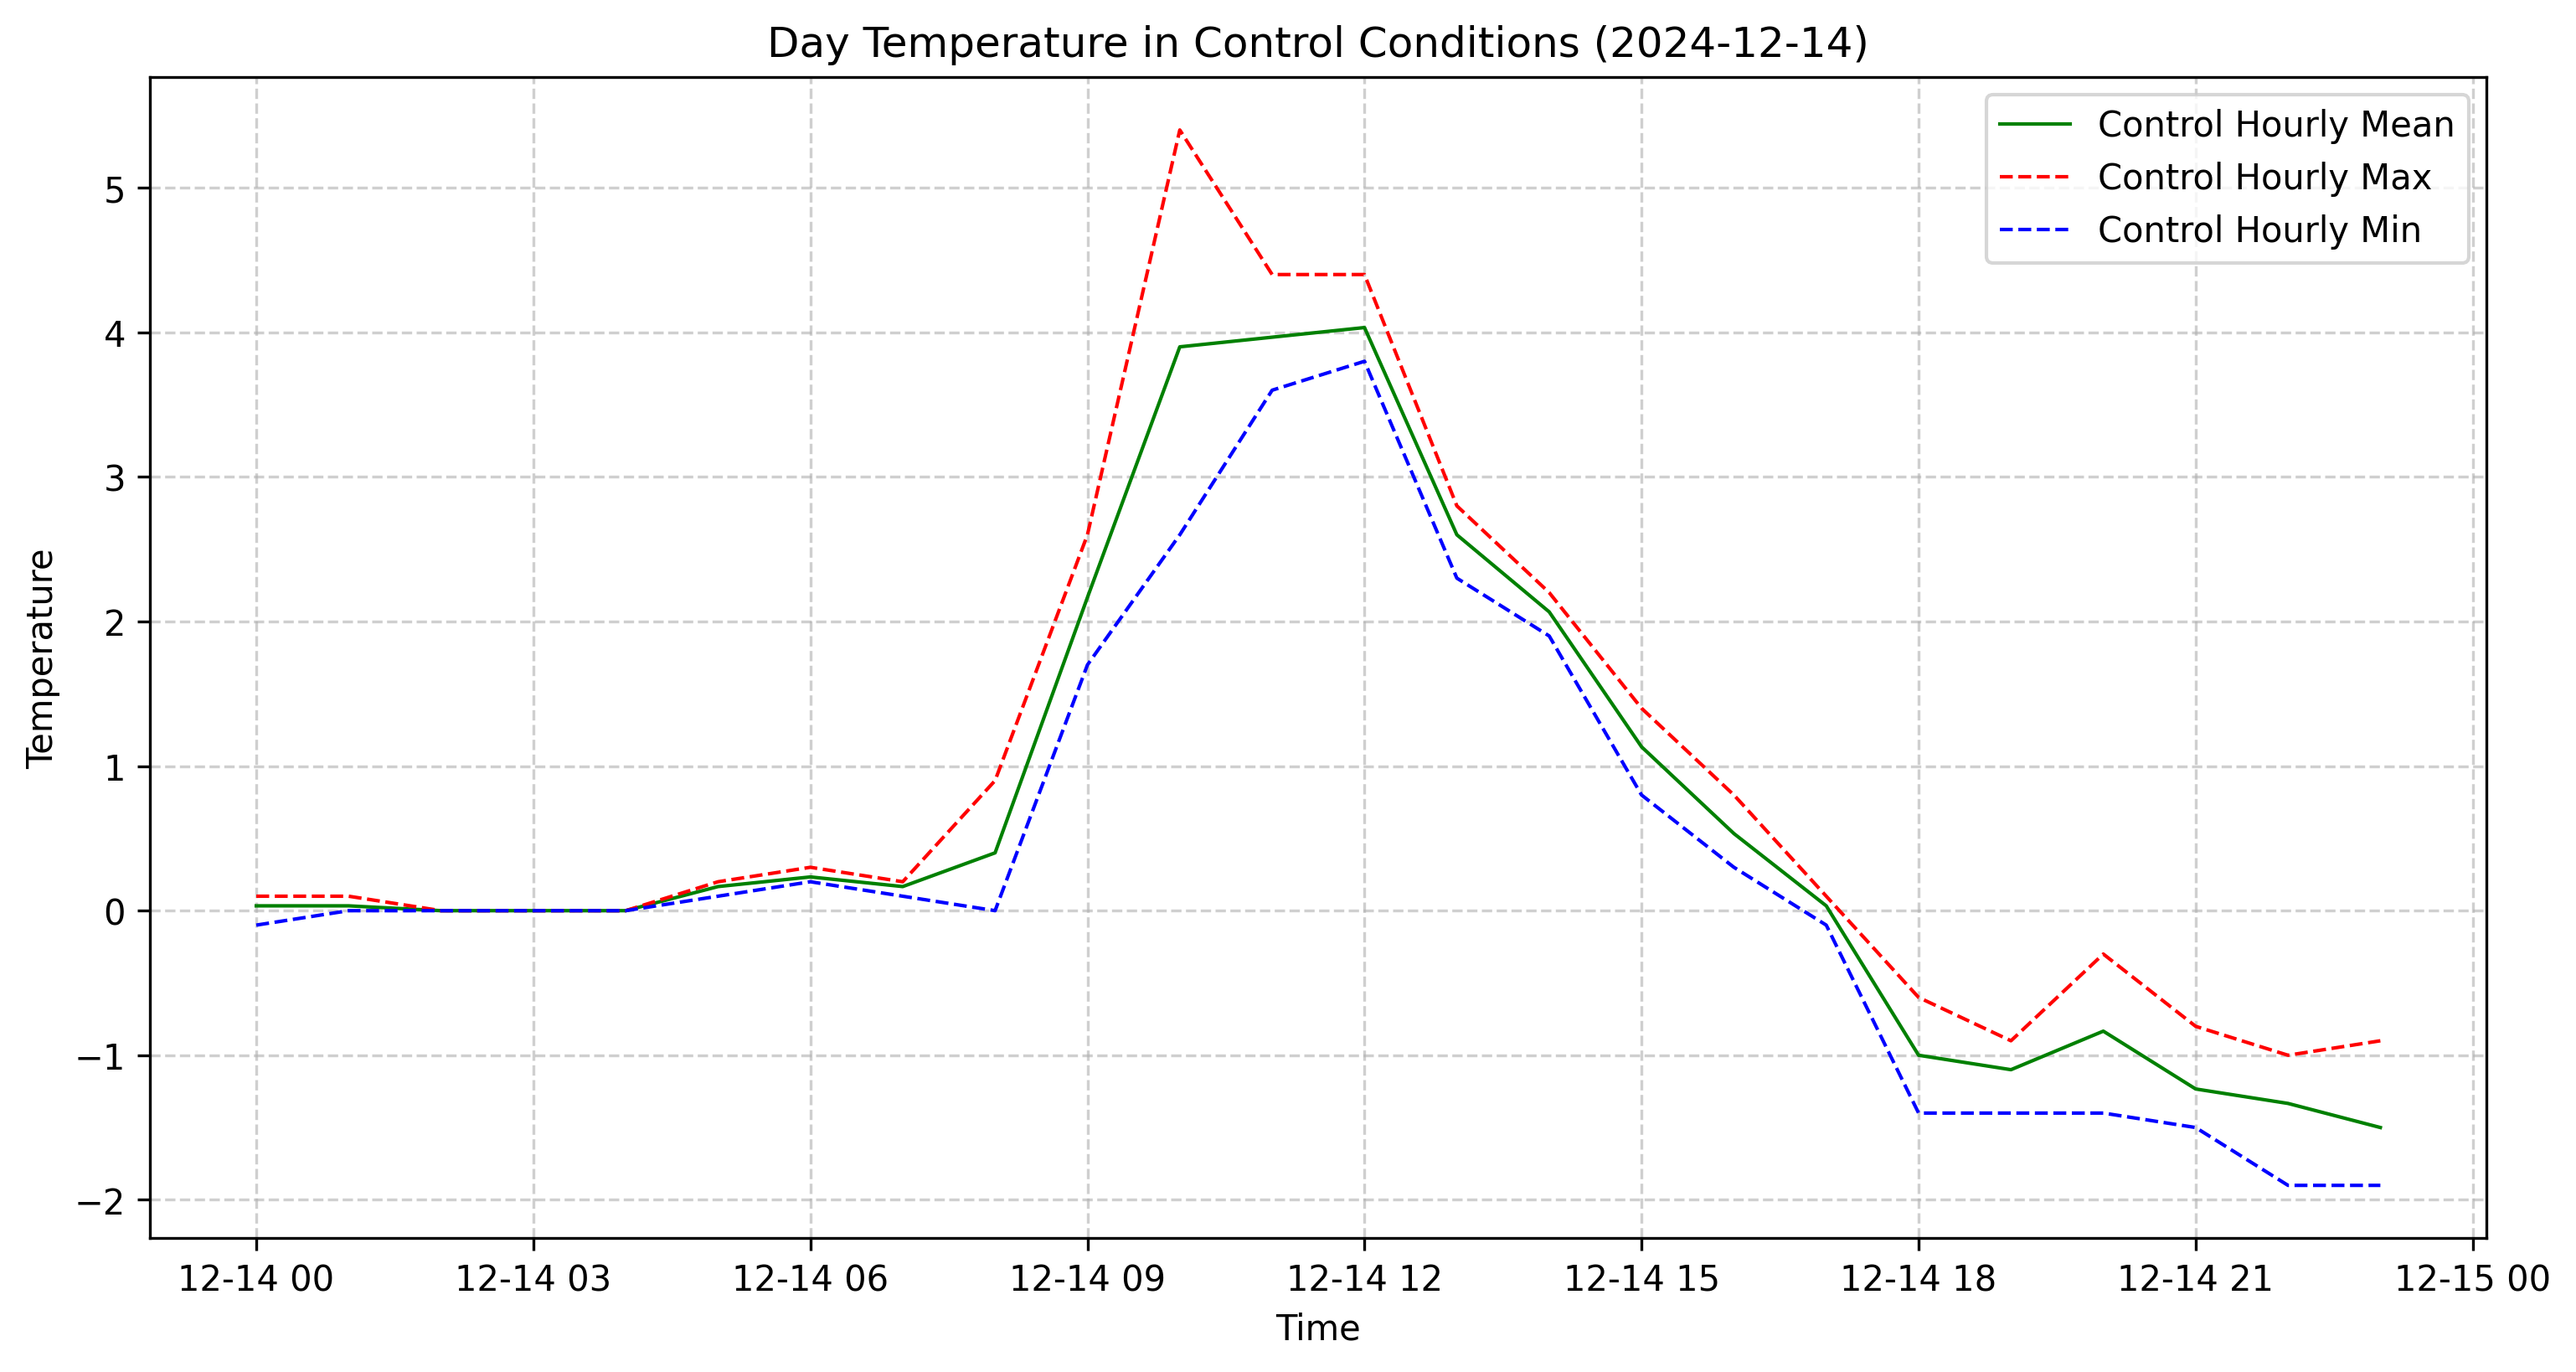 Day Temperature in Control Conditions (2024-12-14)
Control Hourly Mean
Control Hourly Max
Control Hourly Min
Temperature
5
4
3
2
1
0
−1
−2
12-14 00 12-14 03 12-14 06 12-14 09 12-14 12 12-14 15 12-14 18 12-14 21 12-15 00
Time